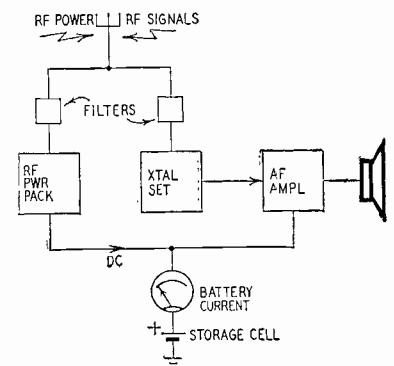 RF POWER RF SIGNALS
FILTERS
RF
PWR
PACK
XTAL
SET
AF
AMPL
DC
BATTERY
CURRENT
+
STORAGE CELL